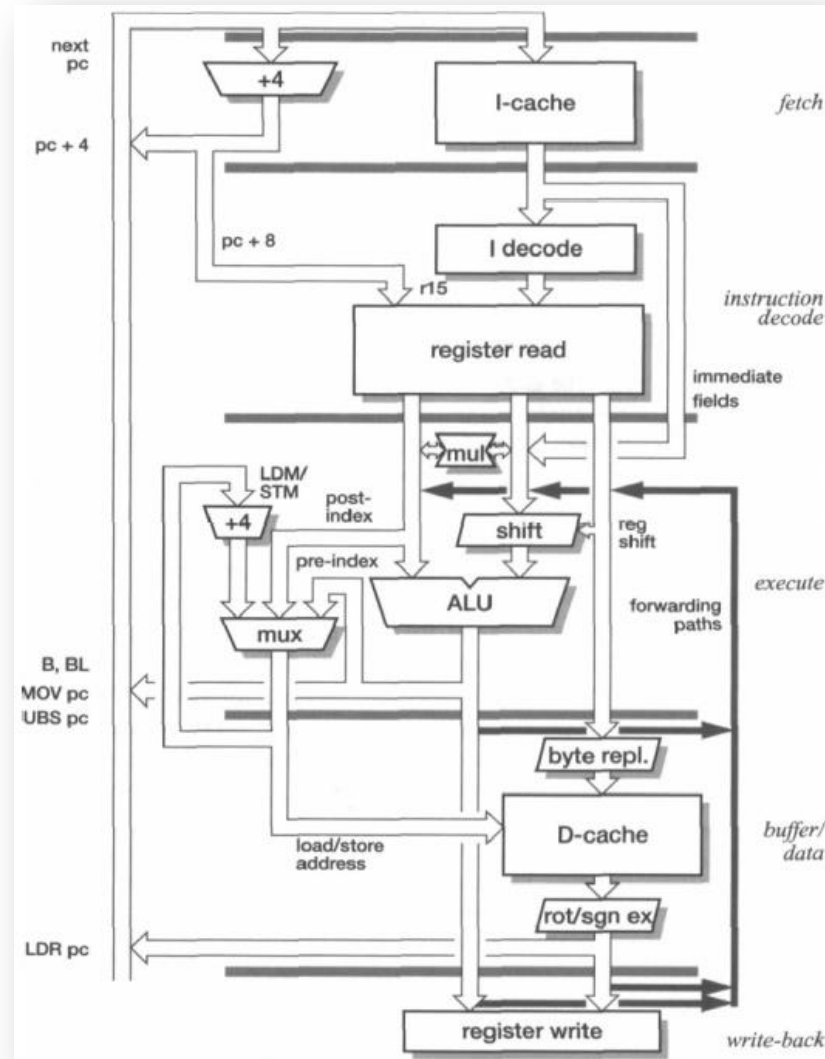 next
pc
+4
I-cache
fetch
pc + 4
pc + 8
I decode
r15
instruction
decode
register read
immediate
fields
mul
LDM/
STM
post-
index
+4
shift
reg
shift
pre-index
ALU
execute
forwarding
paths
mux
B, BL
MOV pc
UBS pc
byte repl.
D-cache
buffer/
data
load/store
address
rot/sgn ex
LDR pc
register write
write-back